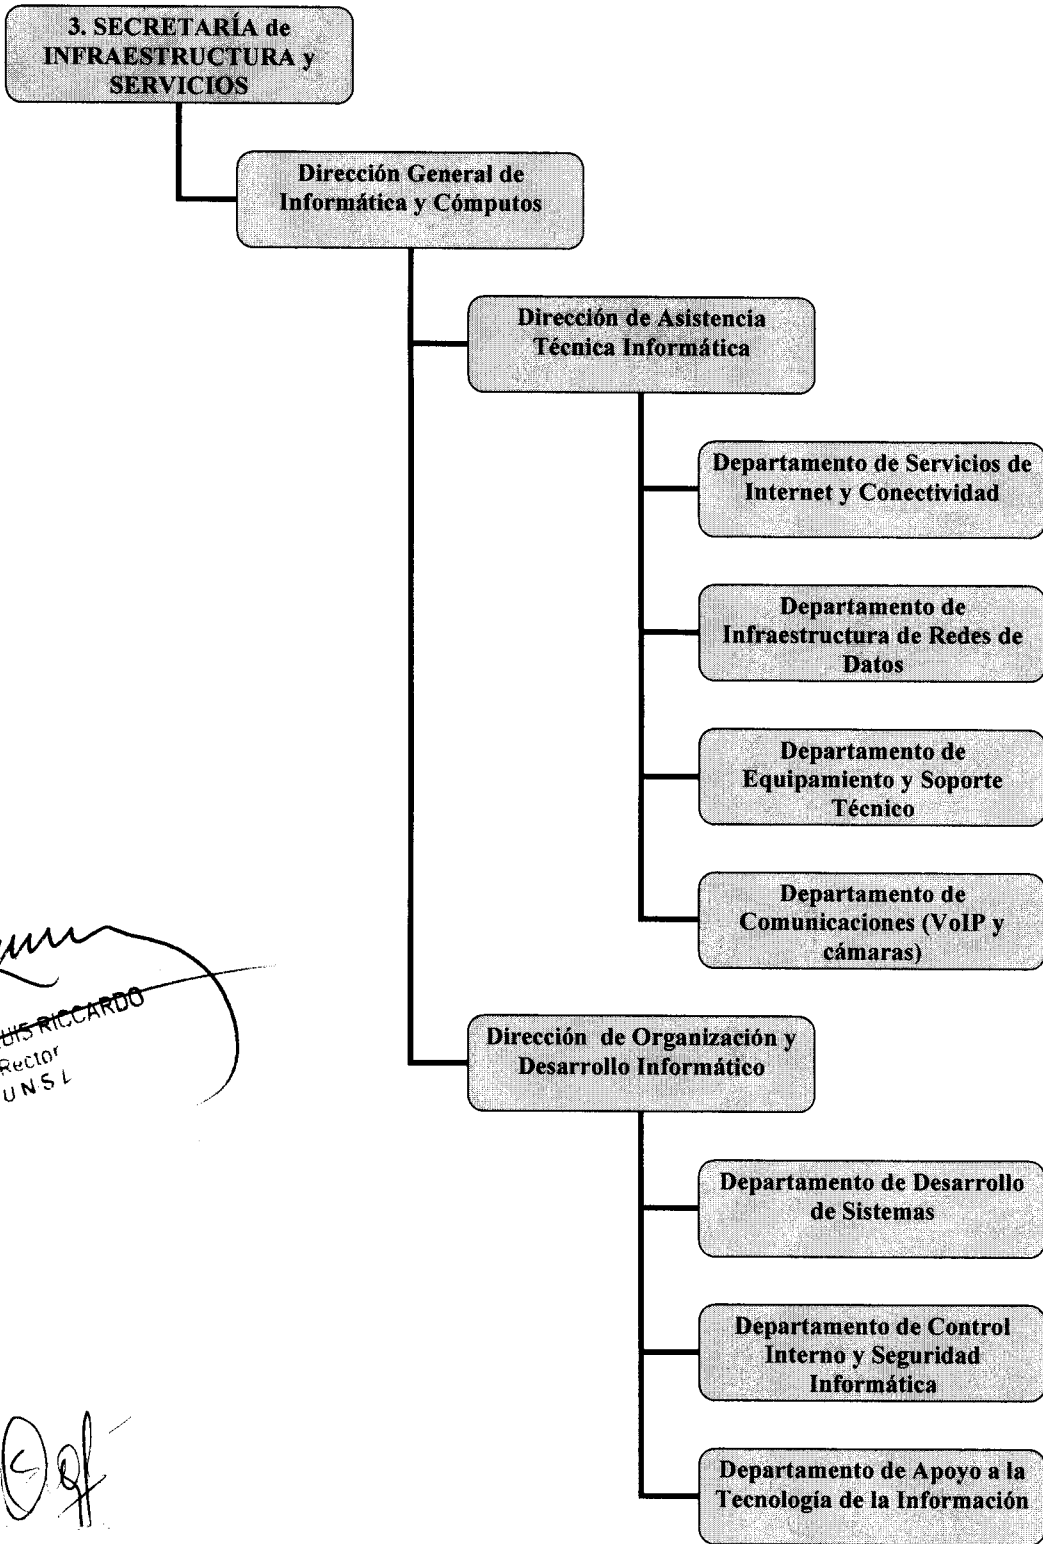 3. SECRETARÍA de
INFRAESTRUCTURA y
SERVICIOS
Dirección General de
Informática y Cómputos
Dirección de Asistencia
Técnica Informática
Departamento de Servicios de
Internet y Conectividad
Departamento de
Infraestructura de Redes de
Datos
Departamento de
Equipamiento y Soporte
Técnico
Departamento de
Comunicaciones (VoIP y
cámaras)
Dirección de Organización y
Desarrollo Informático
Departamento de Desarrollo
de Sistemas
Departamento de Control
Interno y Seguridad
Informática
Departamento de Apoyo a la
Tecnología de la Información
RICCARDO
Rector
UNSL